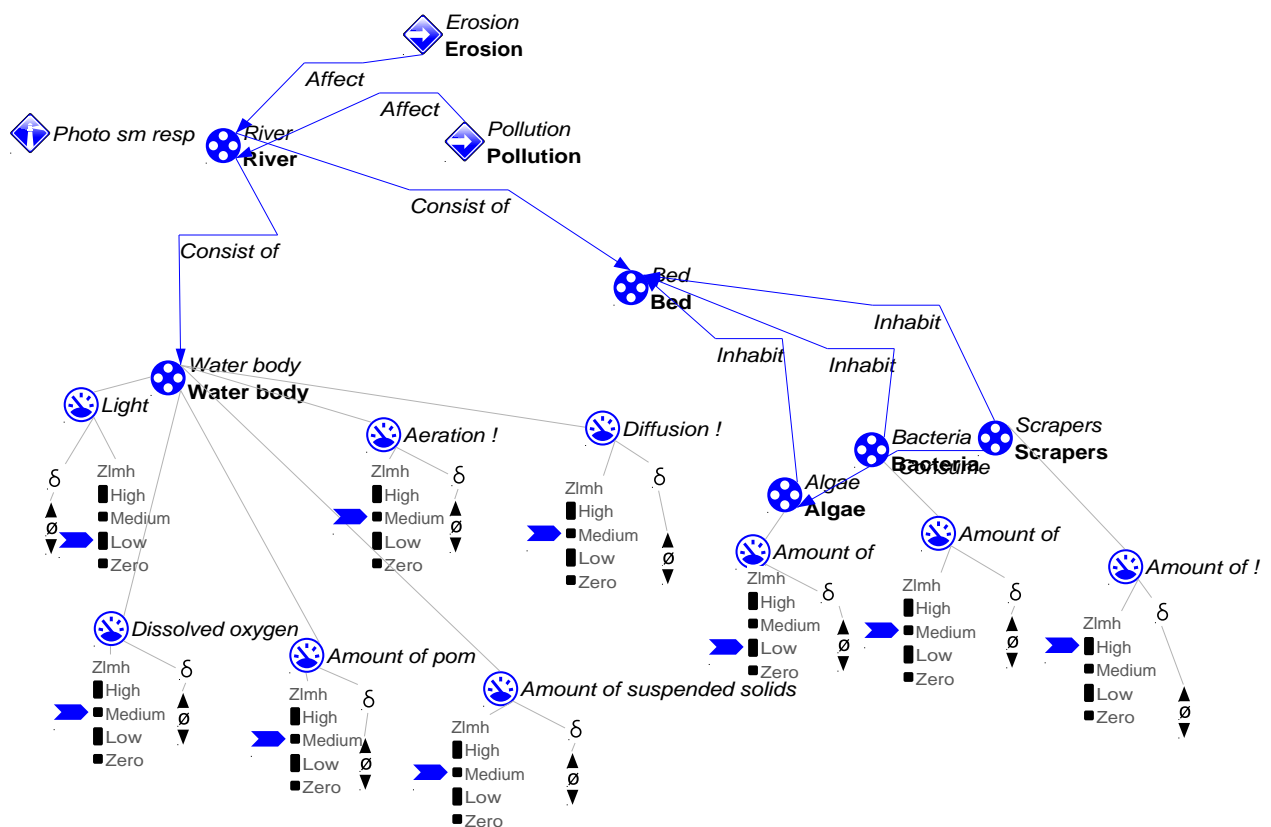 Erosion
Erosion
Affect
Affect
Photo sm resp
River
River
Pollution
Pollution
Consist of
Consist of
Bed
Bed
Inhabit
Inhabit
Inhabit
Water body
Water body
Light
Zlmh
High
Medium
Low
Zero
δ
ø
Aeration !
Zlmh
High
Medium
Low
Zero
δ
ø
Diffusion !
Zlmh
High
Medium
Low
Zero
δ
ø
Scrapers
Scrapers
Bacteria
Bacteria
Consume
Algae
Algae
Amount of
Zlmh
High
Medium
Low
Zero
δ
ø
Amount of
Zlmh
High
Medium
Low
Zero
δ
ø
Amount of !
Zlmh
High
Medium
Low
Zero
δ
ø
Dissolved oxygen
Zlmh
High
Medium
Low
Zero
δ
ø
Amount of pom
Zlmh
High
Medium
Low
Zero
δ
ø
Amount of suspended solids
Zlmh
High
Medium
Low
Zero
δ
ø